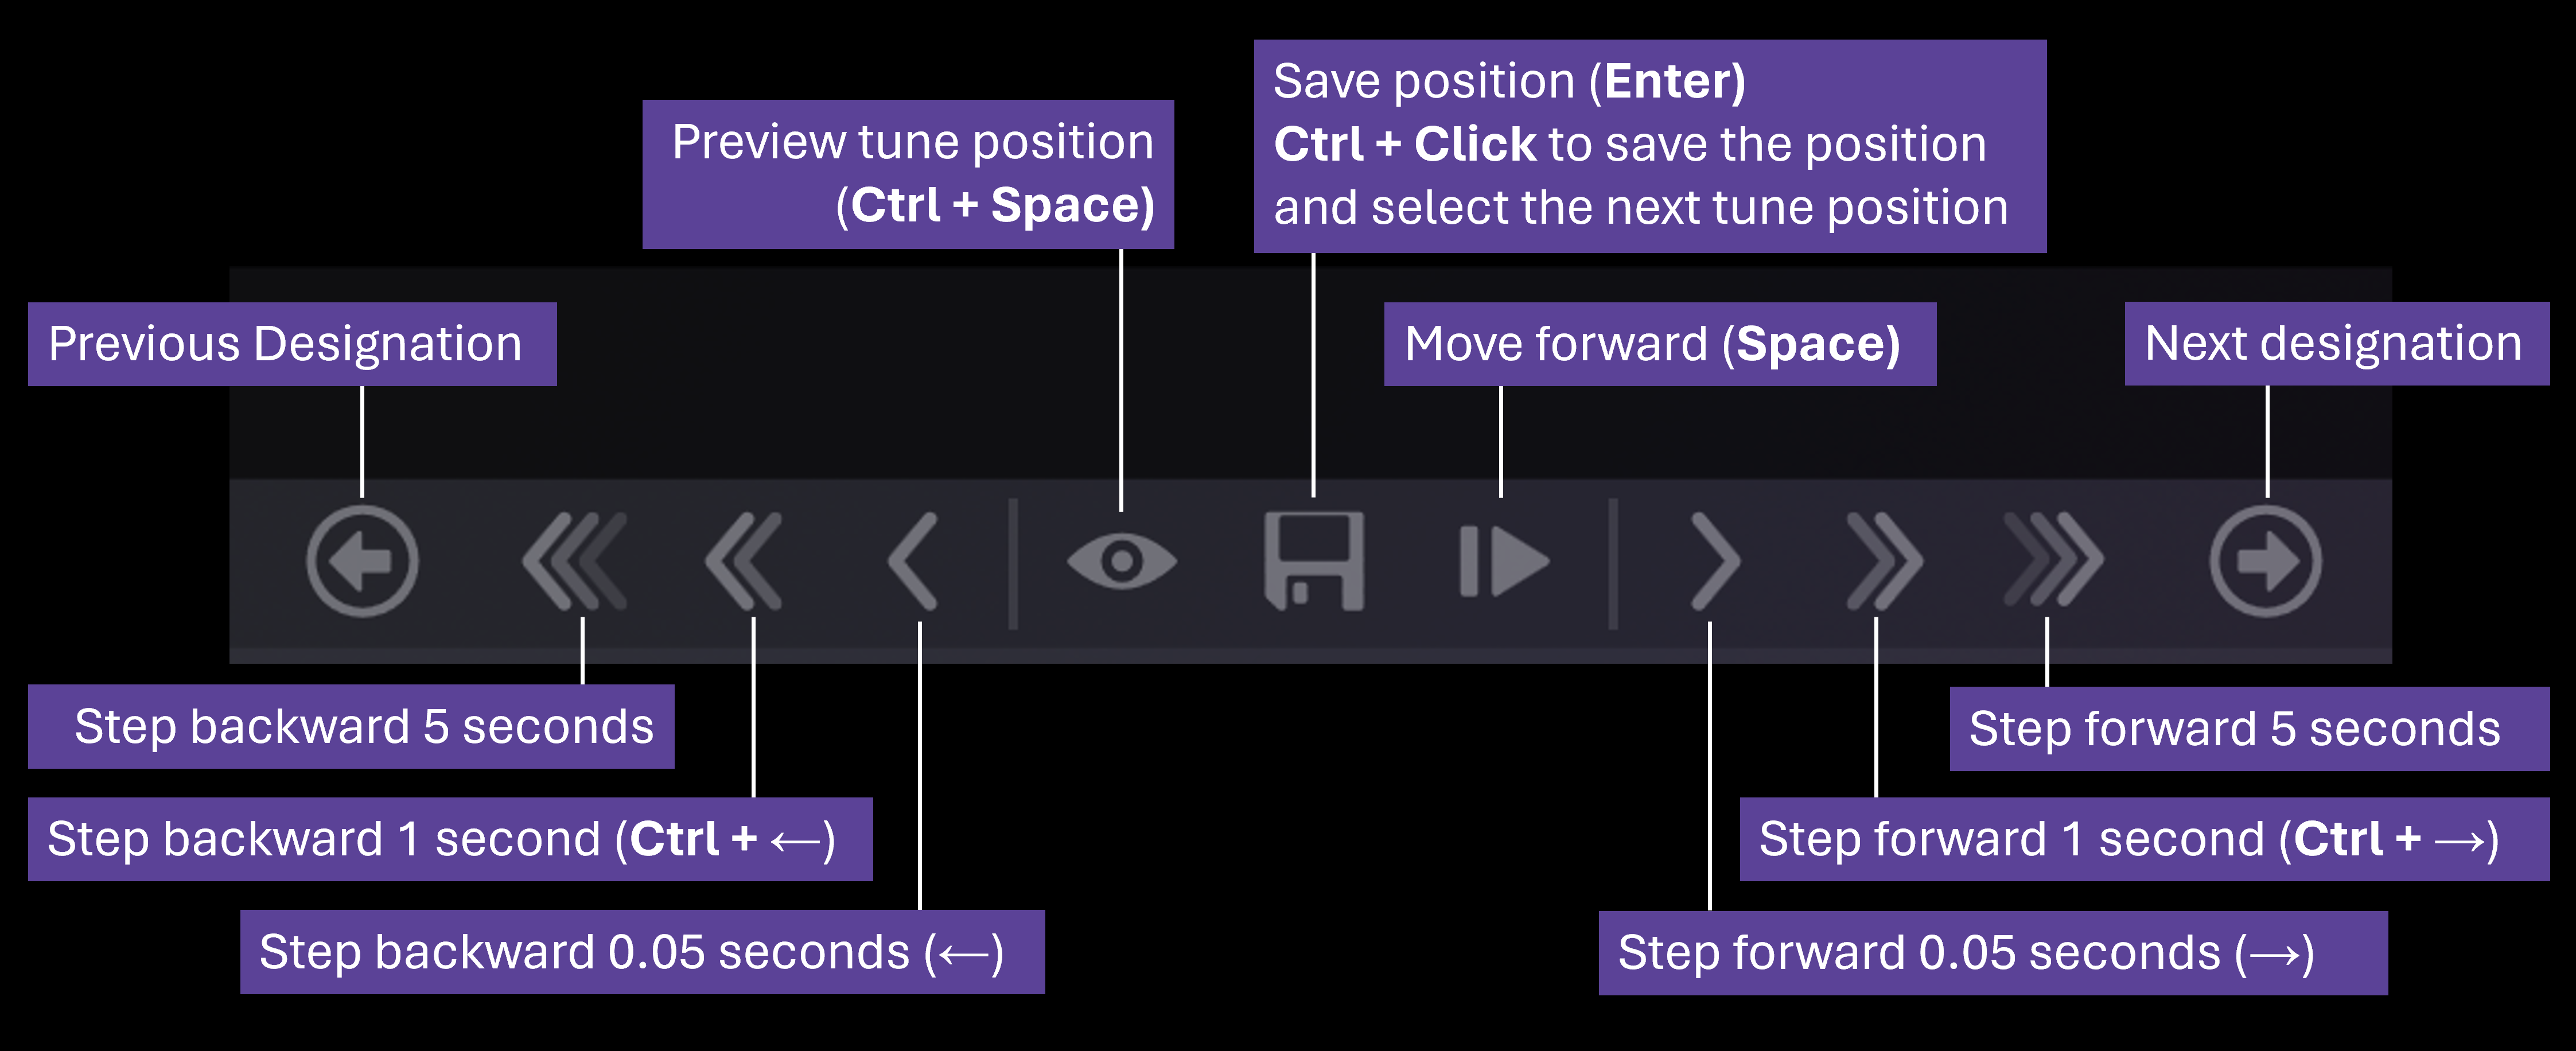 Save position (Enter)
Ctrl + Click to save the position
and select the next tune position
Preview tune position
(Ctrl + Space)
Previous Designation
Move forward (Space)
Next designation
Step backward 5 seconds
Step forward 5 seconds
Step backward 1 second (Ctrl + ←)
Step forward 1 second (Ctrl + →)
Step backward 0.05 seconds (←)
Step forward 0.05 seconds (→)